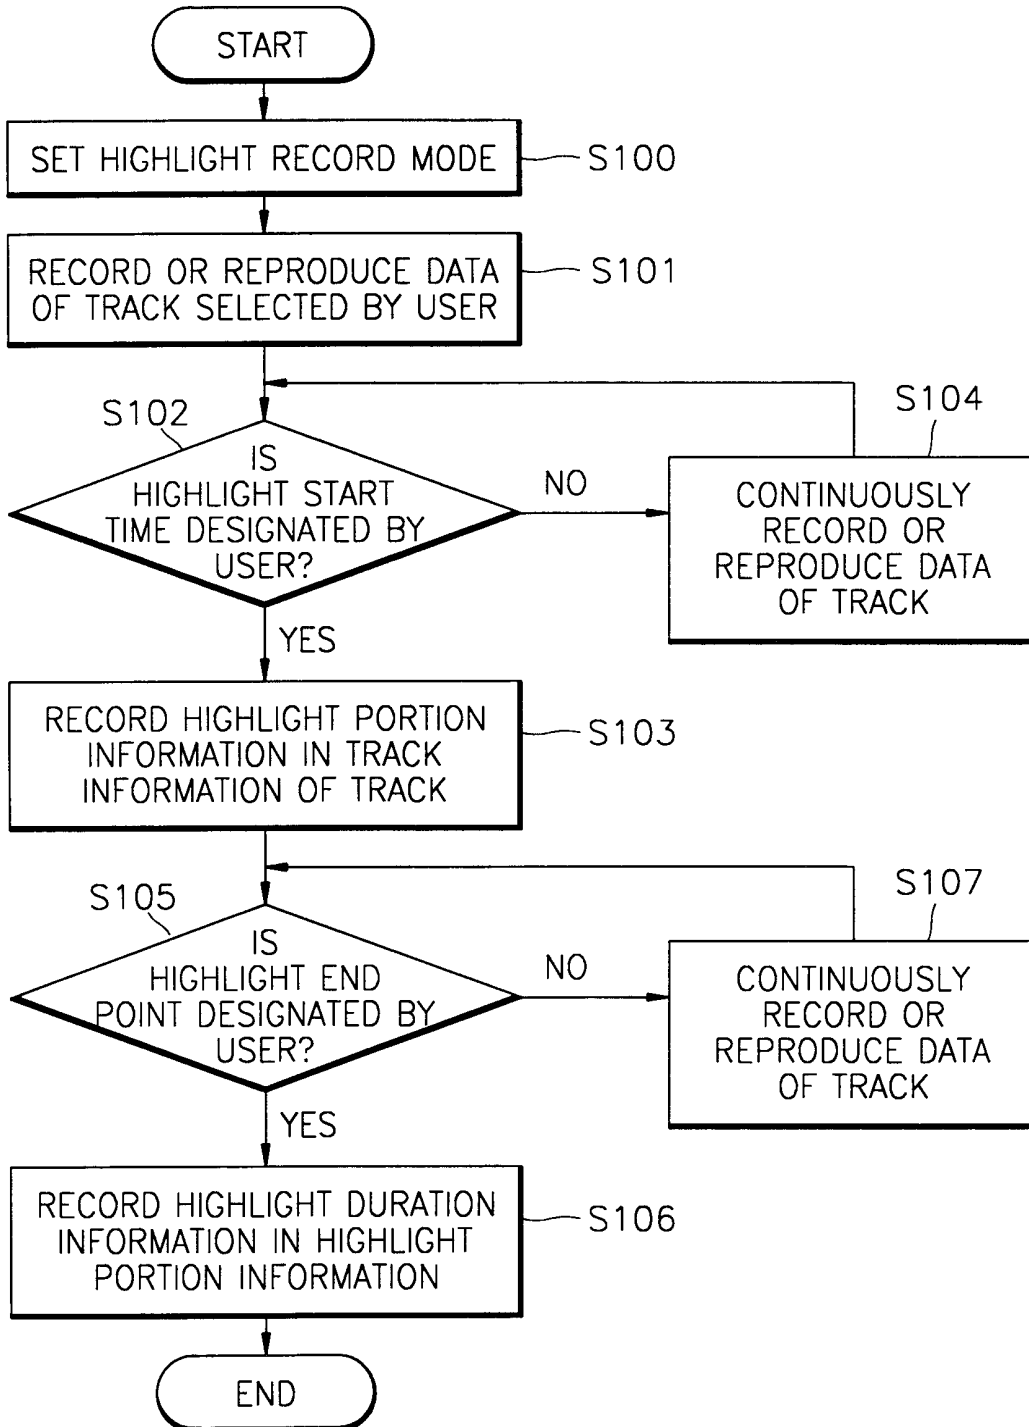 START
SET HIGHLIGHT RECORD MODE
S100
RECORD OR REPRODUCE DATA
OF TRACK SELECTED BY USER
S101
S102
IS
HIGHLIGHT START
TIME DESIGNATED BY
USER?
NO
S104
CONTINUOUSLY
RECORD OR
REPRODUCE DATA
OF TRACK
YES
RECORD HIGHLIGHT PORTION
INFORMATION IN TRACK
INFORMATION OF TRACK
S103
S105
IS
HIGHLIGHT END
POINT DESIGNATED BY
USER?
NO
S107
CONTINUOUSLY
RECORD OR
REPRODUCE DATA
OF TRACK
YES
RECORD HIGHLIGHT DURATION
INFORMATION IN HIGHLIGHT
PORTION INFORMATION
S106
END